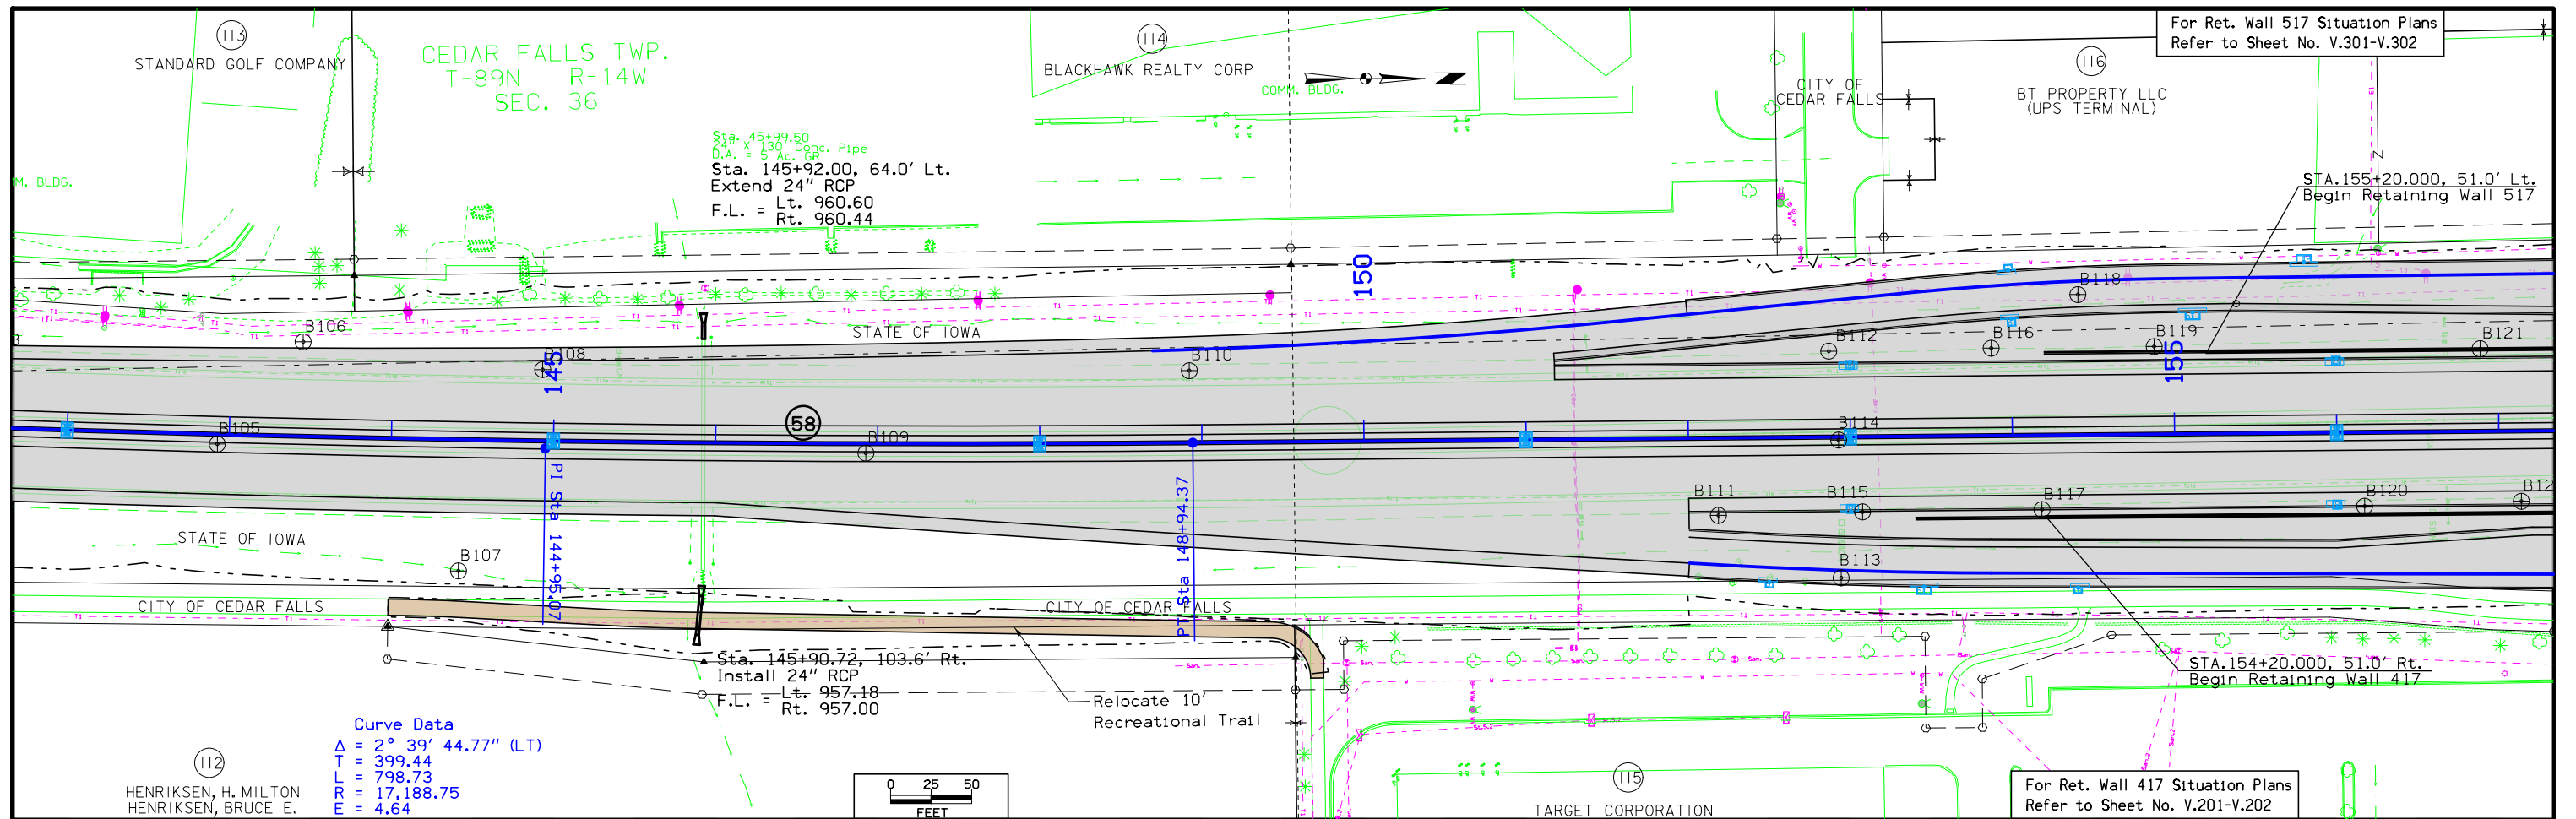 For Ret. Wall 517 Situation Plans
Refer to Sheet No. V.301-V.302
113
STANDARD GOLF COMPANY
CEDAR FALLS TWP.
T-89N R-14W
SEC. 36
114
BLACKHAWK REALTY CORP
COMM. BLDG.
CITY OF
CEDAR FALLS
116
BT PROPERTY LLC
(UPS TERMINAL)
M. BLDG.
Sta. 45+99.50
24" X 130' Conc. Pipe
D.A. = 5 Ac. GR
Sta. 145+92.00, 64.0' Lt.
Extend 24" RCP
F.L. = Lt. 960.60
Rt. 960.44
STA.155+20.000, 51.0' Lt.
Begin Retaining Wall 517
150
B118
B106
STATE OF IOWA
B108
145
B110
B112
B116
B119
155
B121
58
B105
B109
B114
PI Sta 144+95.07
PT Sta 148+94.37
B111
B115
B117
B120
B12
STATE OF IOWA
B107
B113
CITY OF CEDAR FALLS
CITY OF CEDAR FALLS
Sta. 145+90.72, 103.6' Rt.
Install 24" RCP
F.L. = Lt. 957.18
Rt. 957.00
Relocate 10'
Recreational Trail
STA.154+20.000, 51.0' Rt.
Begin Retaining Wall 417
Curve Data
Δ = 2° 39' 44.77" (LT)
T = 399.44
L = 798.73
R = 17,188.75
E = 4.64
112
HENRIKSEN, H. MILTON
HENRIKSEN, BRUCE E.
0 25 50
FEET
115
TARGET CORPORATION
For Ret. Wall 417 Situation Plans
Refer to Sheet No. V.201-V.202